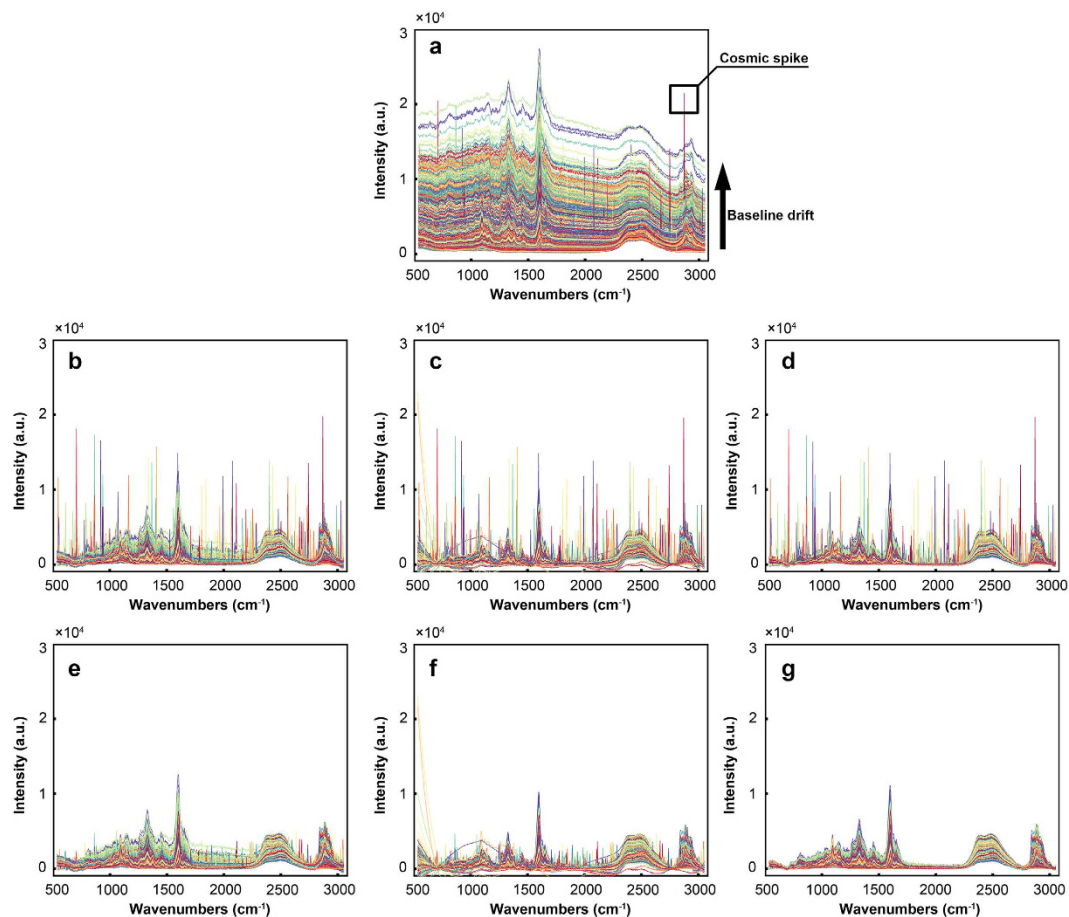 ×10⁴
3
a
Cosmic spike
2
Intensity (a.u.)
1
Baseline drift
0
500 1000 1500 2000 2500 3000
Wavenumbers (cm⁻¹)
×10⁴ ×10⁴ ×10⁴
3 3 3
b c d
2 2 2
Intensity (a.u.) Intensity (a.u.) Intensity (a.u.)
1 1 1
0 0 0
500 1000 1500 2000 2500 3000 500 1000 1500 2000 2500 3000 500 1000 1500 2000 2500 3000
Wavenumbers (cm⁻¹) Wavenumbers (cm⁻¹) Wavenumbers (cm⁻¹)
×10⁴ ×10⁴ ×10⁴
3 3 3
e f g
2 2 2
Intensity (a.u.) Intensity (a.u.) Intensity (a.u.)
1 1 1
0 0 0
500 1000 1500 2000 2500 3000 500 1000 1500 2000 2500 3000 500 1000 1500 2000 2500 3000
Wavenumbers (cm⁻¹) Wavenumbers (cm⁻¹) Wavenumbers (cm⁻¹)